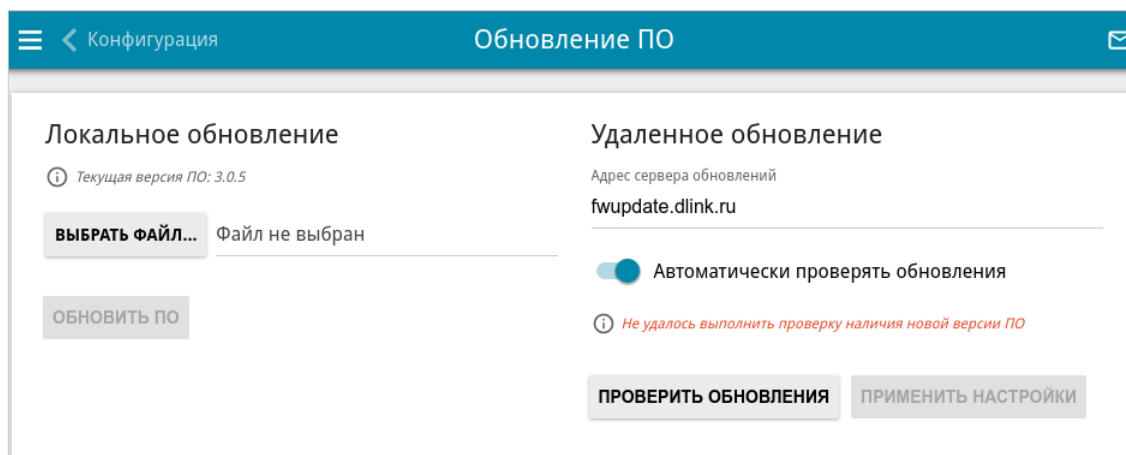 Конфигурация
Обновление ПО
Локальное обновление
Текущая версия ПО: 3.0.5
ВЫБРАТЬ ФАЙЛ... Файл не выбран
ОБНОВИТЬ ПО
Удаленное обновление
Адрес сервера обновлений
fwupdate.dlink.ru
Автоматически проверять обновления
Не удалось выполнить проверку наличия новой версии ПО
ПРОВЕРИТЬ ОБНОВЛЕНИЯ ПРИМЕНИТЬ НАСТРОЙКИ